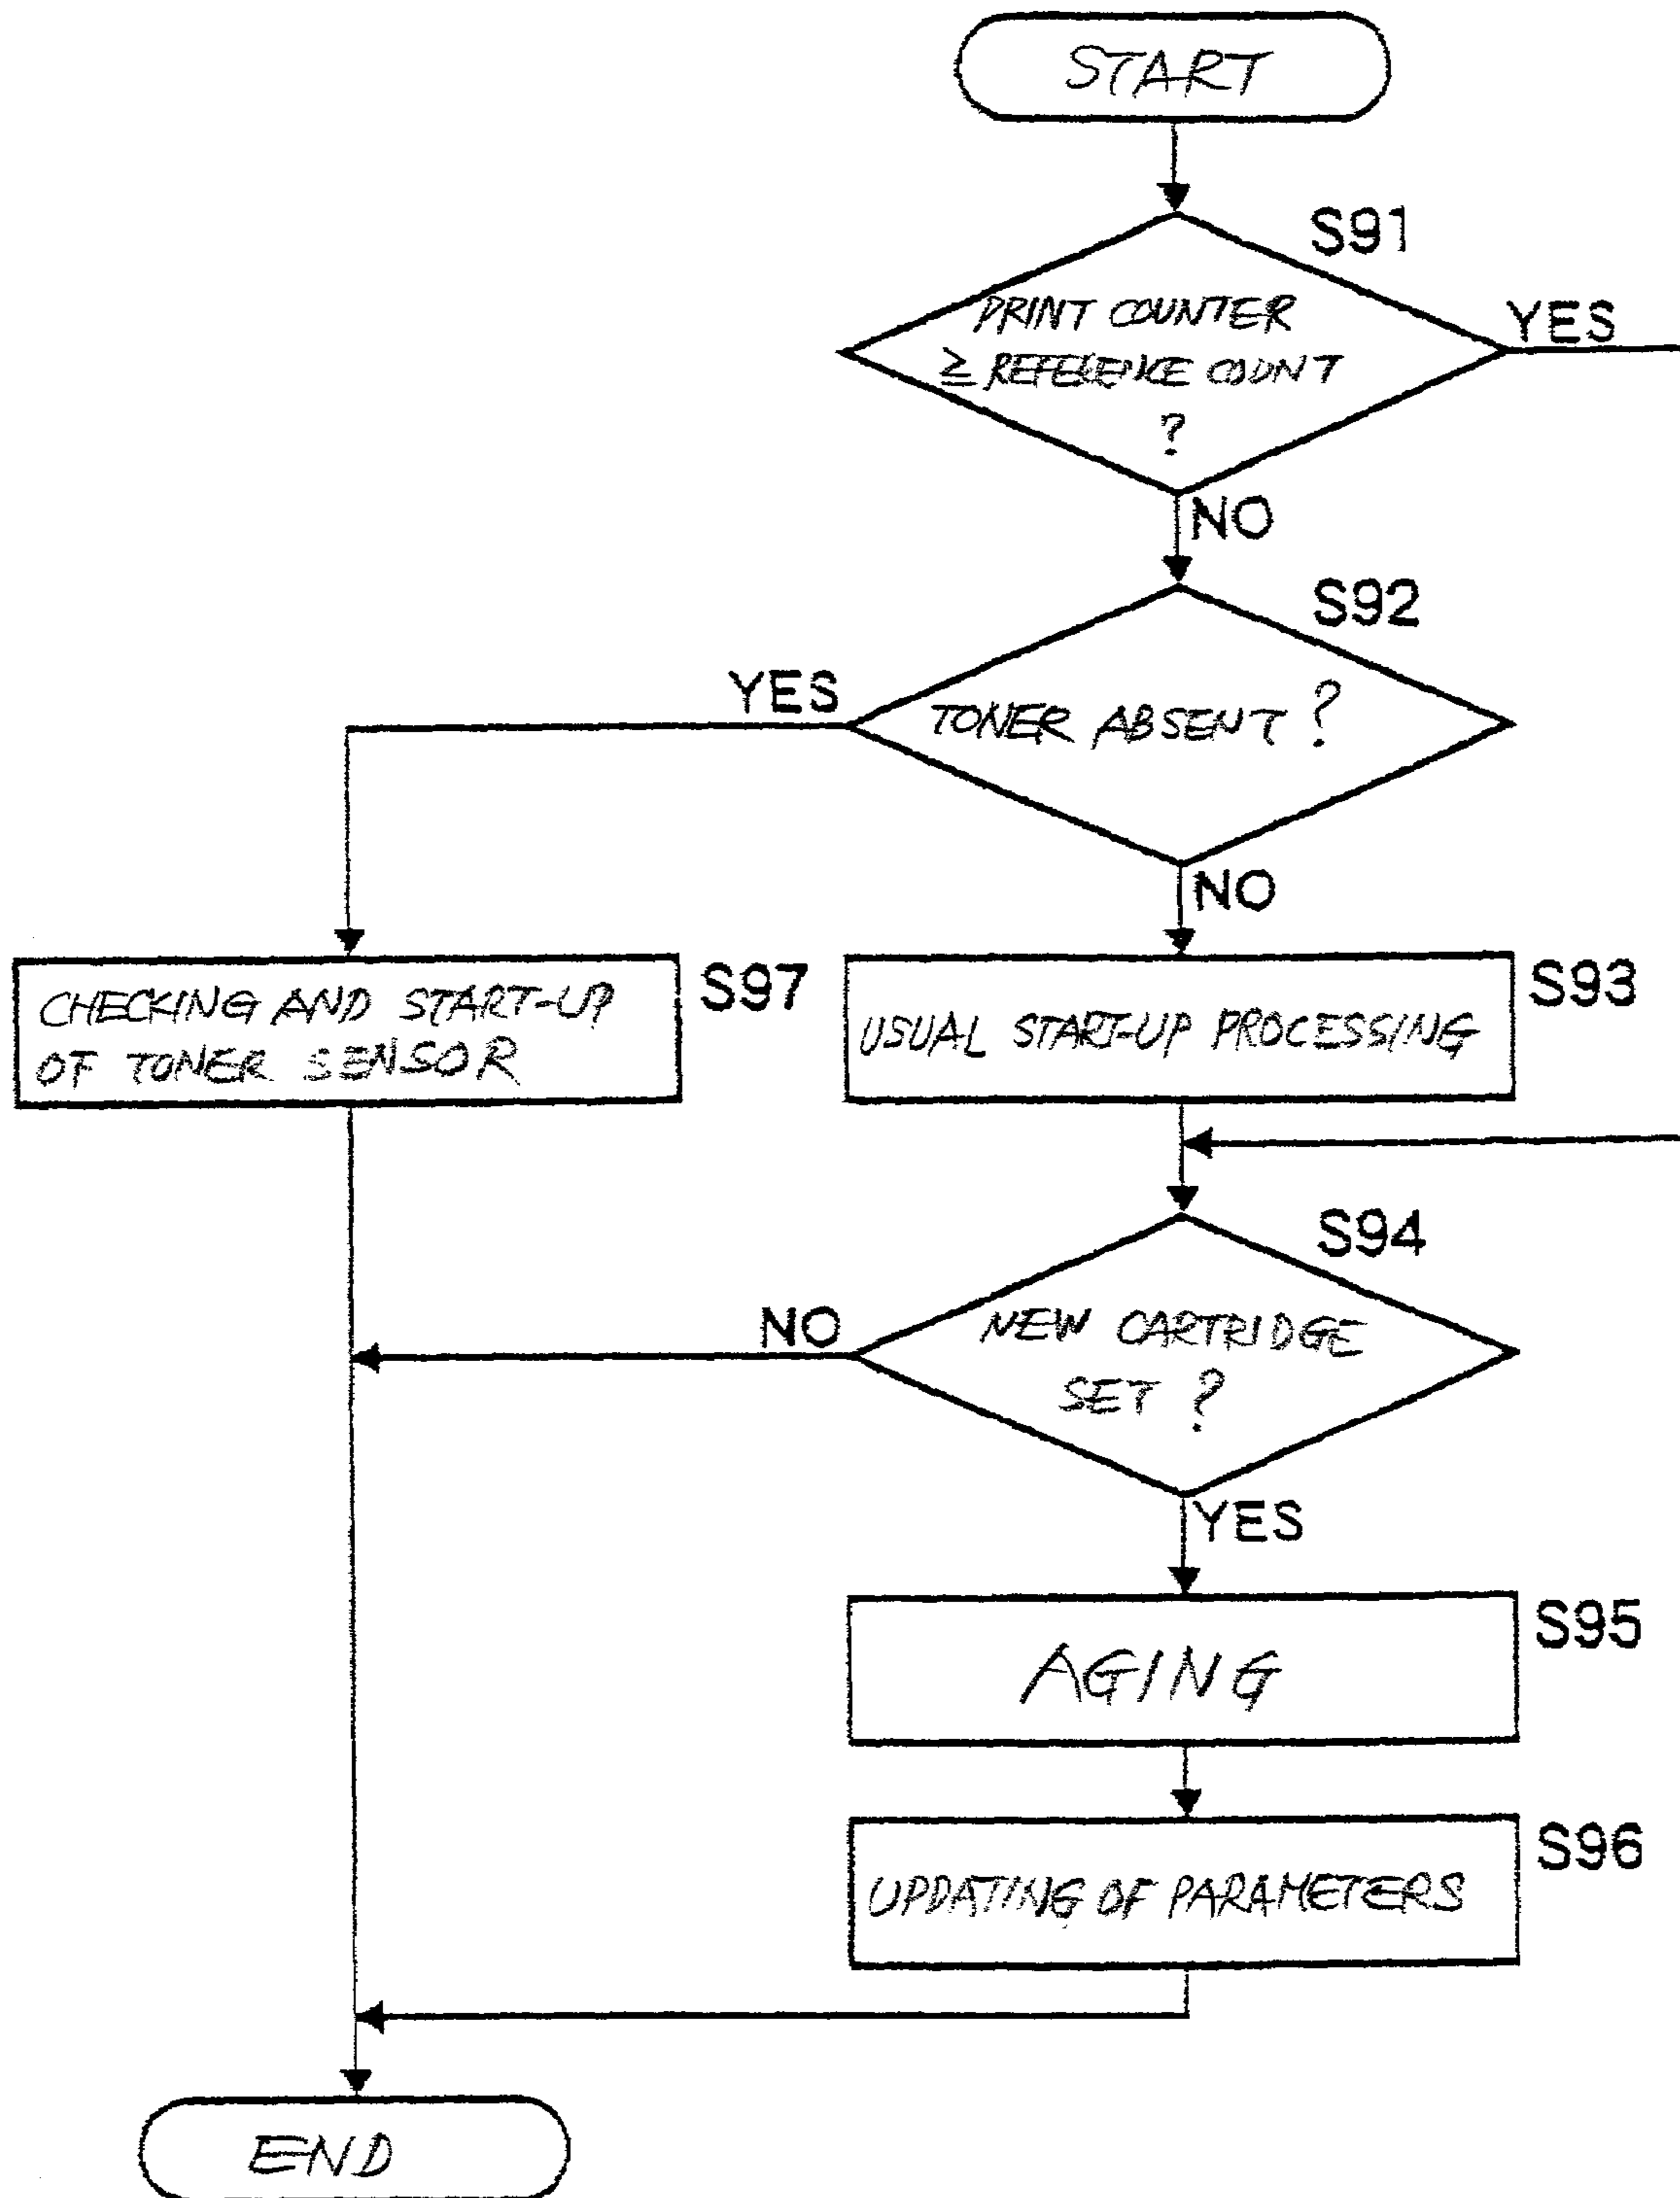 START
S91
PRINT COUNTER
≧ REFERENCE COUNT
?
YES
NO
S92
TONER ABSENT ?
YES
NO
CHECKING AND START-UP
OF TONER SENSOR
S97
USUAL START-UP PROCESSING
S93
S94
NEW CARTRIDGE
SET ?
NO
YES
AGING
S95
UPDATING OF PARAMETERS
S96
END